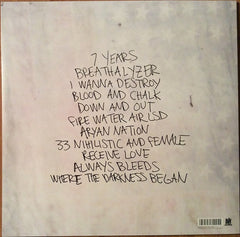 7 YEARS
BREATHALYZER
I WANNA DESTROY
BLOOD AND CHALK
DOWN AND OUT
FIRE WATER AIR LSD
ARYAN NATION
33 NIHILISTIC AND FEMALE
RECEIVE LOVE
ALWAYS BLEEDS
WHERE THE DARKNESS BEGAN